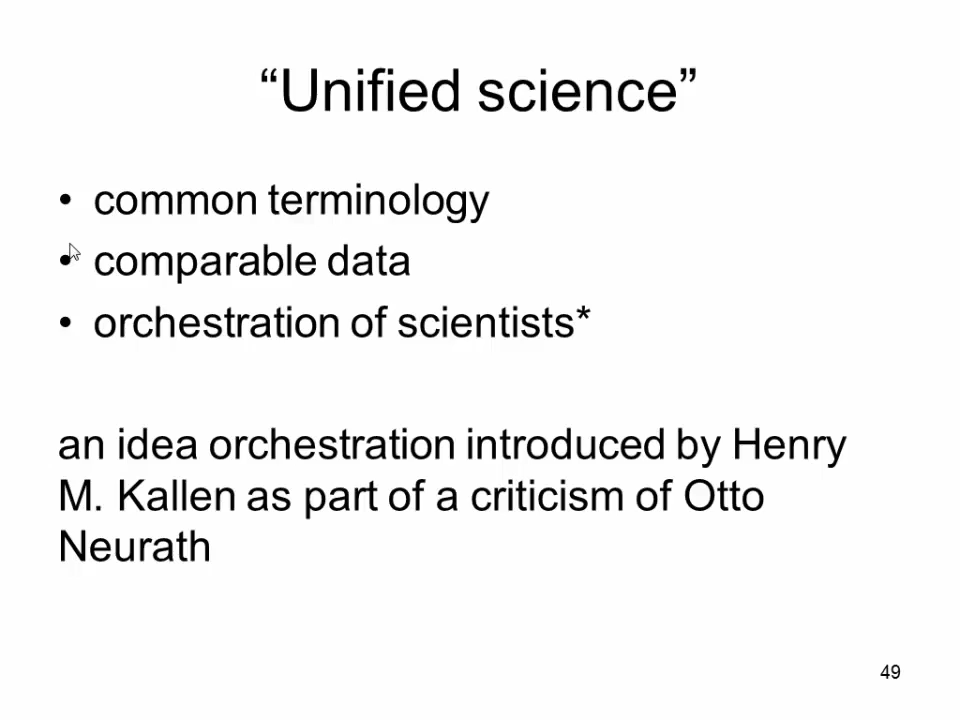 “Unified science”
• common terminology
• comparable data
• orchestration of scientists*
an idea orchestration introduced by Henry
M. Kallen as part of a criticism of Otto
Neurath
49